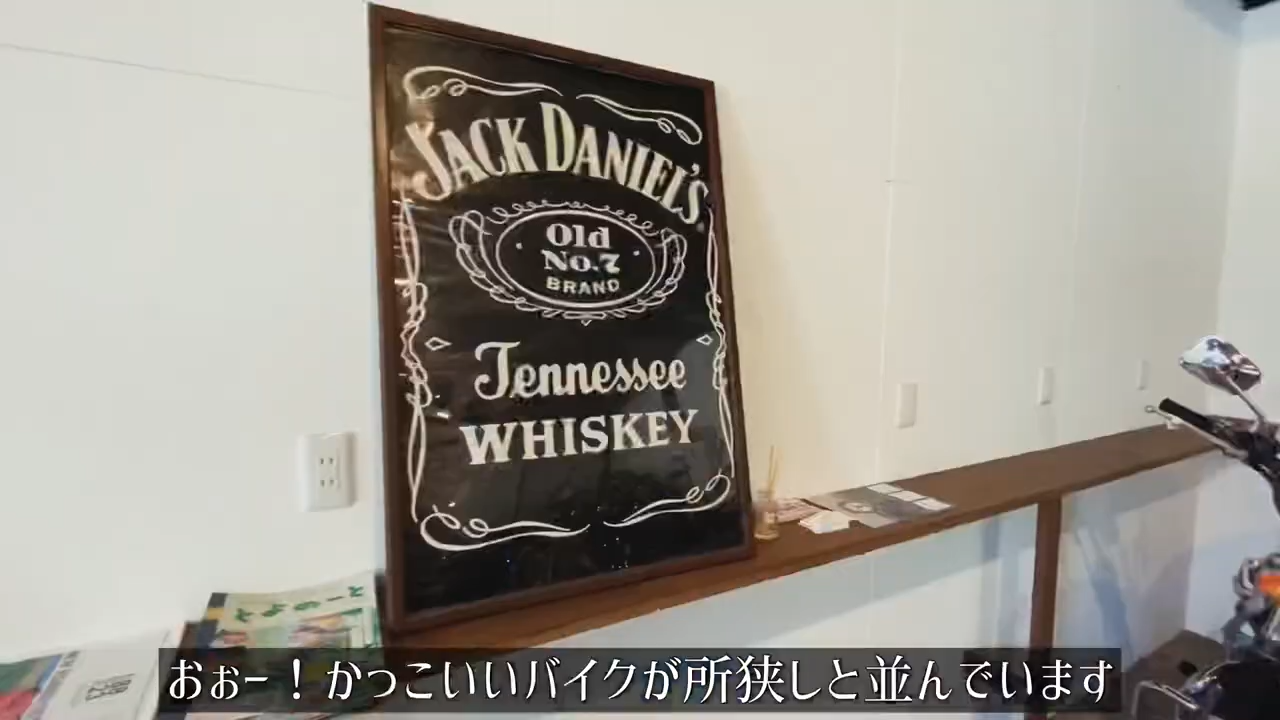 JACK DANIEL'S
Old
No.7
BRAND
Tennessee
WHISKEY
おぉー！かっこいいバイクが所狭しと並んでいます